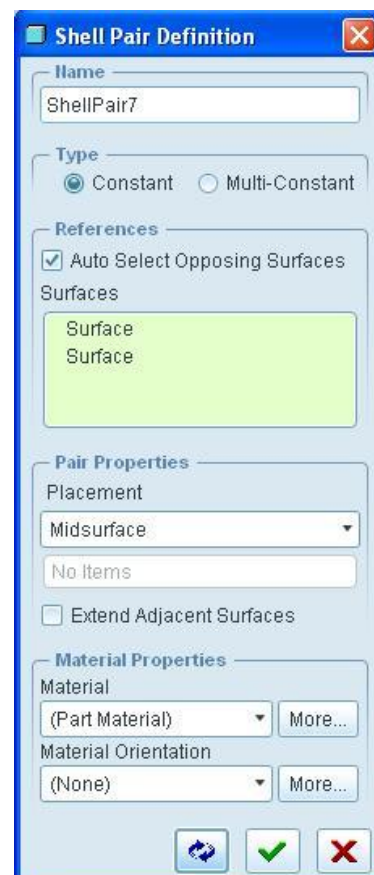 Shell Pair Definition
Name
ShellPair7
Type
Constant Multi-Constant
References
Auto Select Opposing Surfaces
Surfaces
Surface
Surface
Pair Properties
Placement
Midsurface
No Items
Extend Adjacent Surfaces
Material Properties
Material
(Part Material) More...
Material Orientation
(None) More...